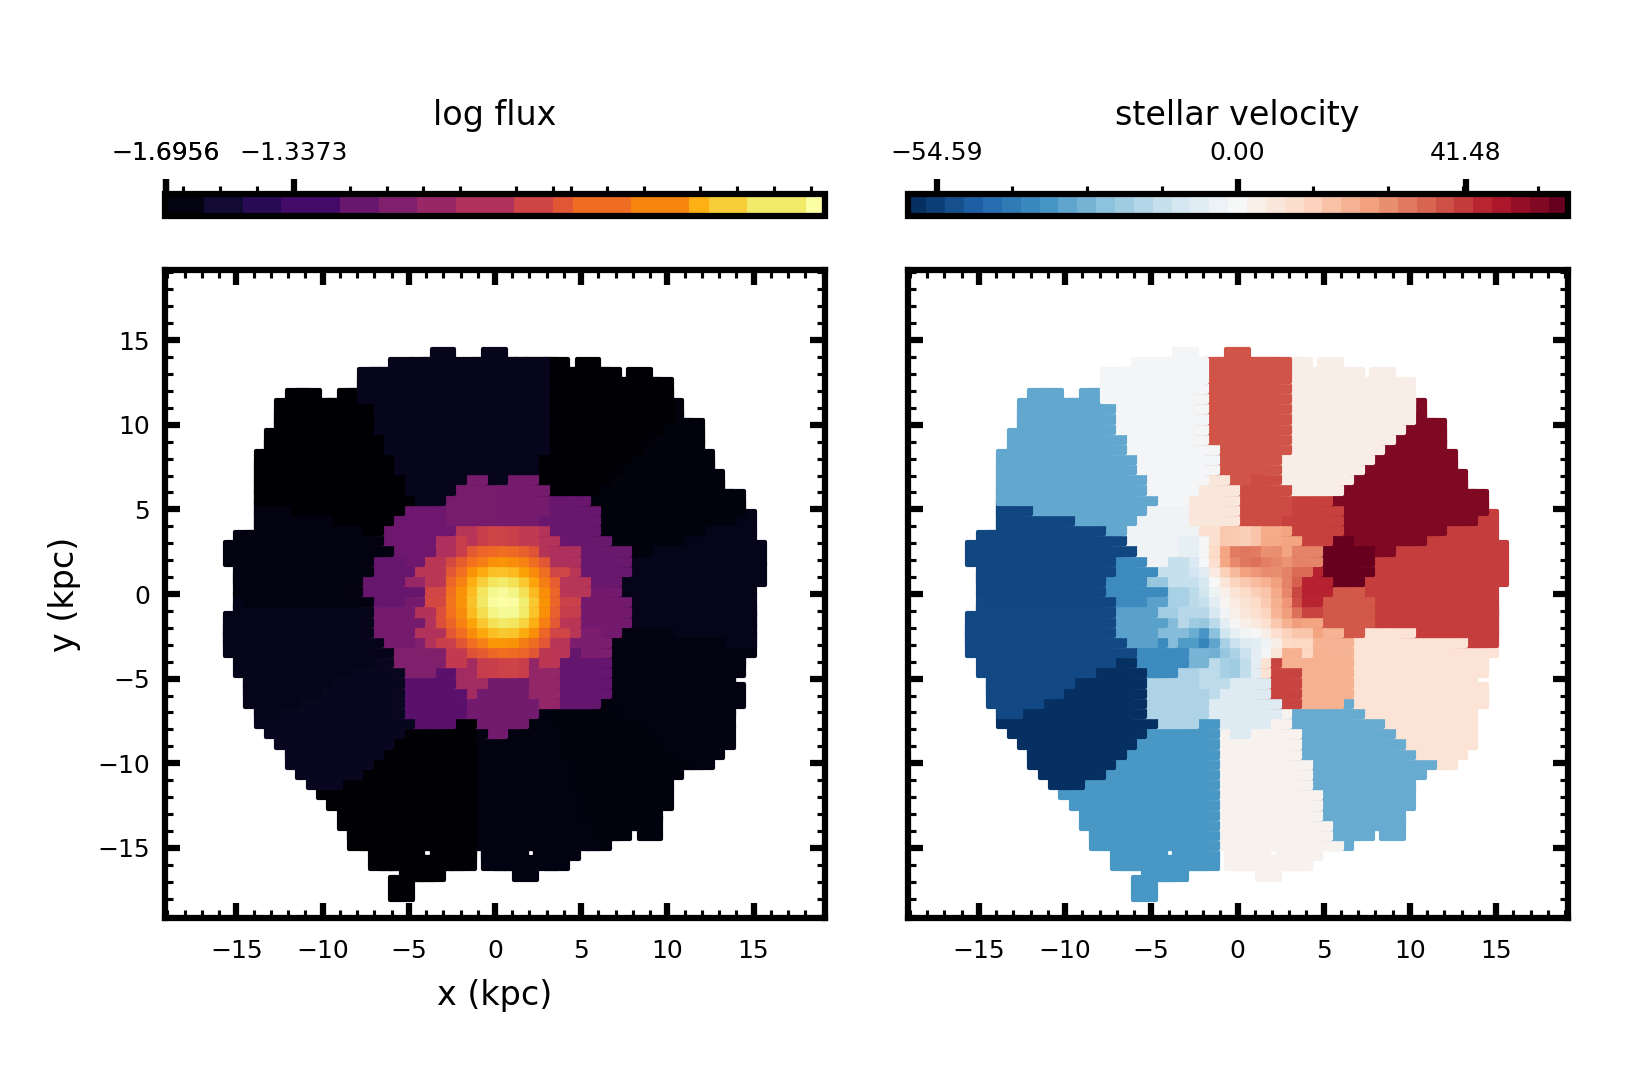 log flux
stellar velocity
−1.6956 −1.3373
−54.59 0.00 41.48
15
10
5
0
−5
−10
−15
y (kpc)
−15 −10 −5 0 5 10 15
−15 −10 −5 0 5 10 15
x (kpc)